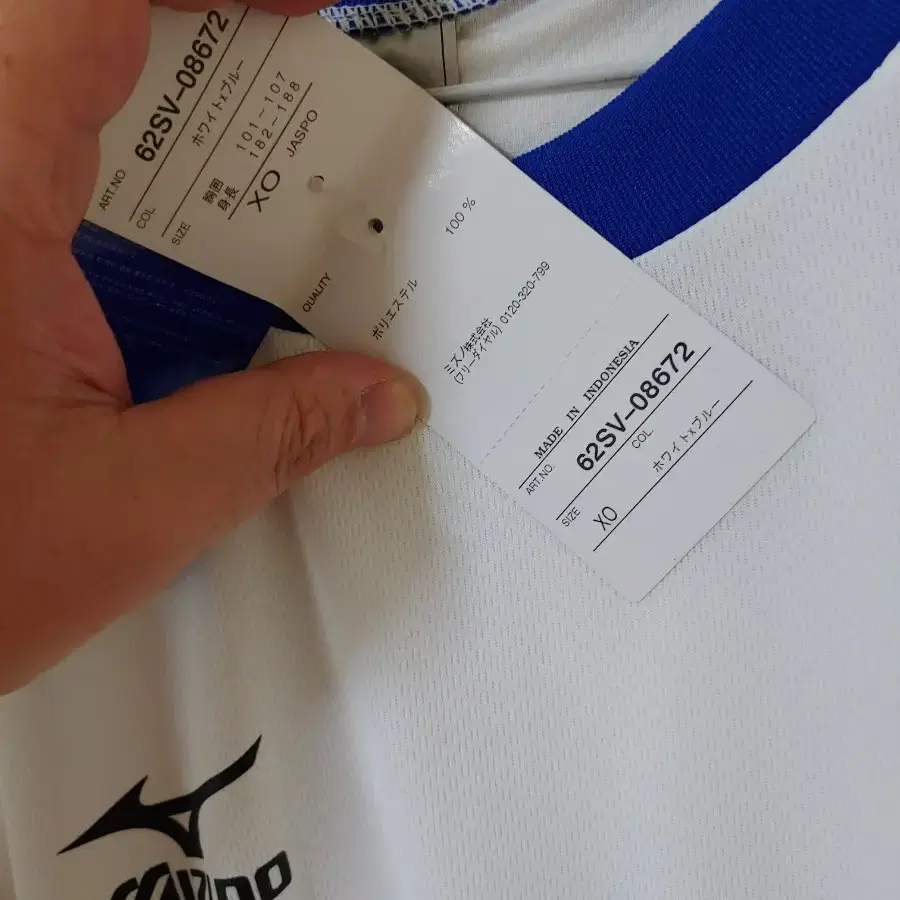 ART.NO
62SV-08672
COL
ホワイトxブルー
SIZE
胸囲 101~107
身長 182~188
XO JASPO
QUALITY
ポリエステル 100 %
ミズノ株式会社
(フリーダイヤル) 0120-320-799
MADE IN INDONESIA
ART.NO.
62SV-08672
COL
ホワイトxブルー
SIZE
XO
MIZUNO